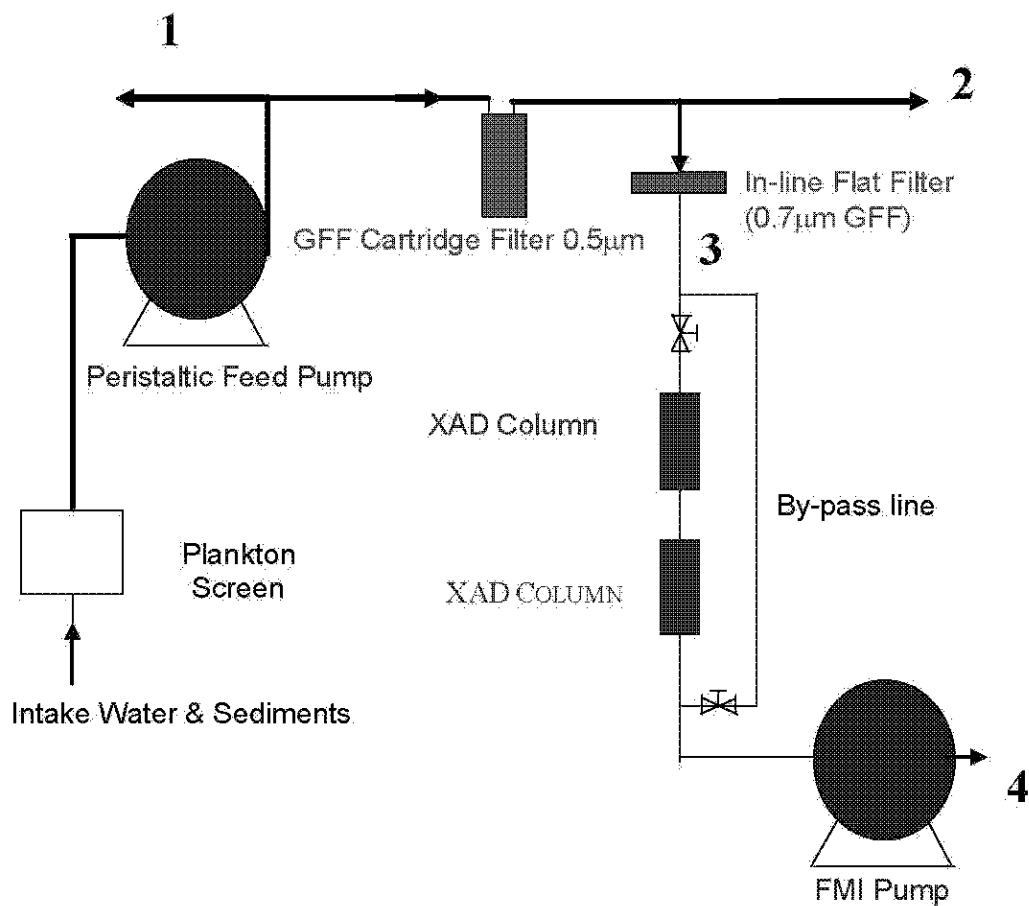 1
2
In-line Flat Filter
(0.7µm GFF)
GFF Cartridge Filter 0.5µm
3
Peristaltic Feed Pump
XAD Column
By-pass line
Plankton
Screen
XAD COLUMN
Intake Water & Sediments
4
FMI Pump